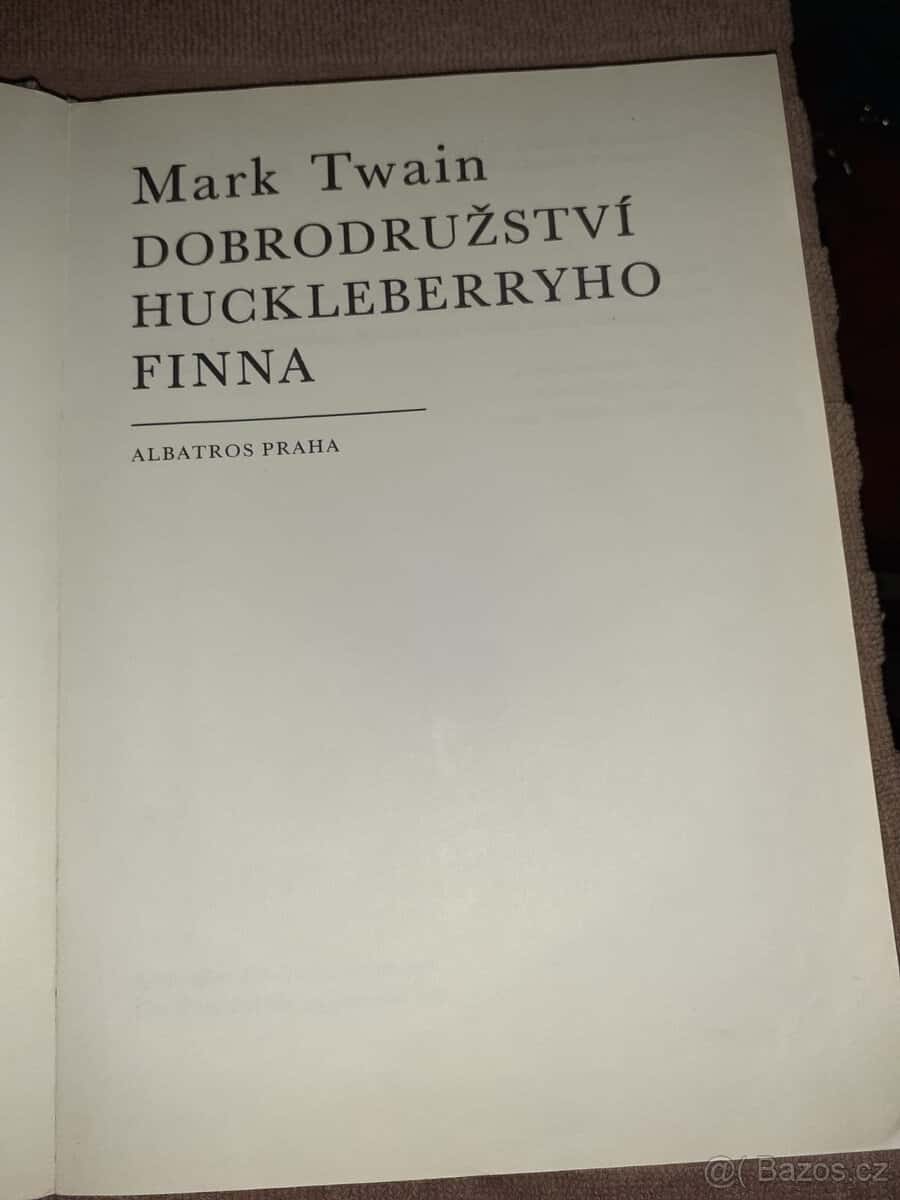 Mark Twain
DOBRODRUŽSTVÍ
HUCKLEBERRYHO
FINNA
ALBATROS PRAHA
@( Bazos.cz